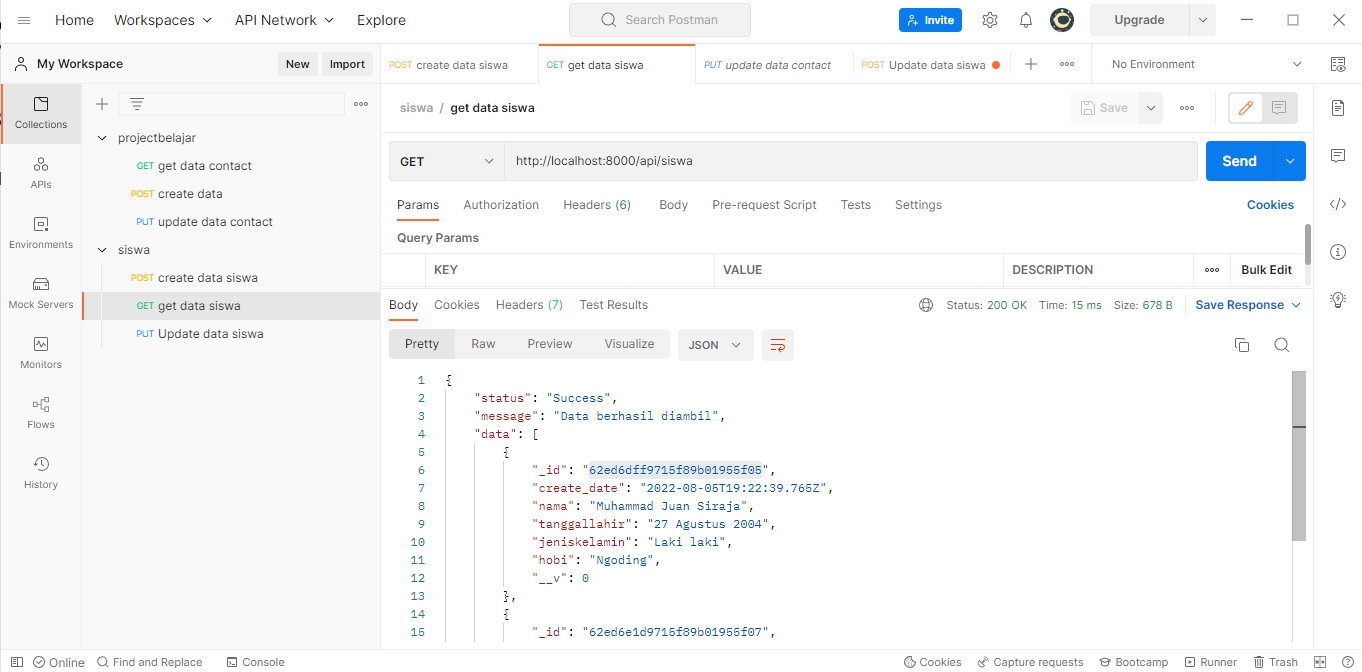 Home Workspaces API Network Explore Search Postman Invite Upgrade
My Workspace New Import POST create data siswa GET get data siswa PUT update data contact POST Update data siswa No Environment
Collections
APIs
Environments
Mock Servers
Monitors
Flows
History
projbelajar
GET get data contact
POST create data
PUT update data contact
siswa
POST create data siswa
GET get data siswa
PUT Update data siswa
siswa / get data siswa Save
GET http://localhost:8000/api/siswa Send
Params Authorization Headers (6) Body Pre-request Script Tests Settings Cookies
Query Params
KEY VALUE DESCRIPTION Bulk Edit
Body Cookies Headers (7) Test Results Status: 200 OK Time: 15 ms Size: 678 B Save Response
Pretty Raw Preview Visualize JSON
1 {
2 "status": "Success",
3 "message": "Data berhasil diambil",
4 "data": [
5 {
6 "_id": "62ed6dff9715f89b01955f05",
7 "create_date": "2022-08-05T19:22:39.765Z",
8 "nama": "Muhammad Juan Siraja",
9 "tanggallahir": "27 Agustus 2004",
10 "jeniskelamin": "Laki laki",
11 "hobi": "Ngoding",
12 "__v": 0
13 },
14 {
15 "_id": "62ed6e1d9715f89b01955f07",
Online Find and Replace Console Cookies Capture requests Bootcamp Runner Trash